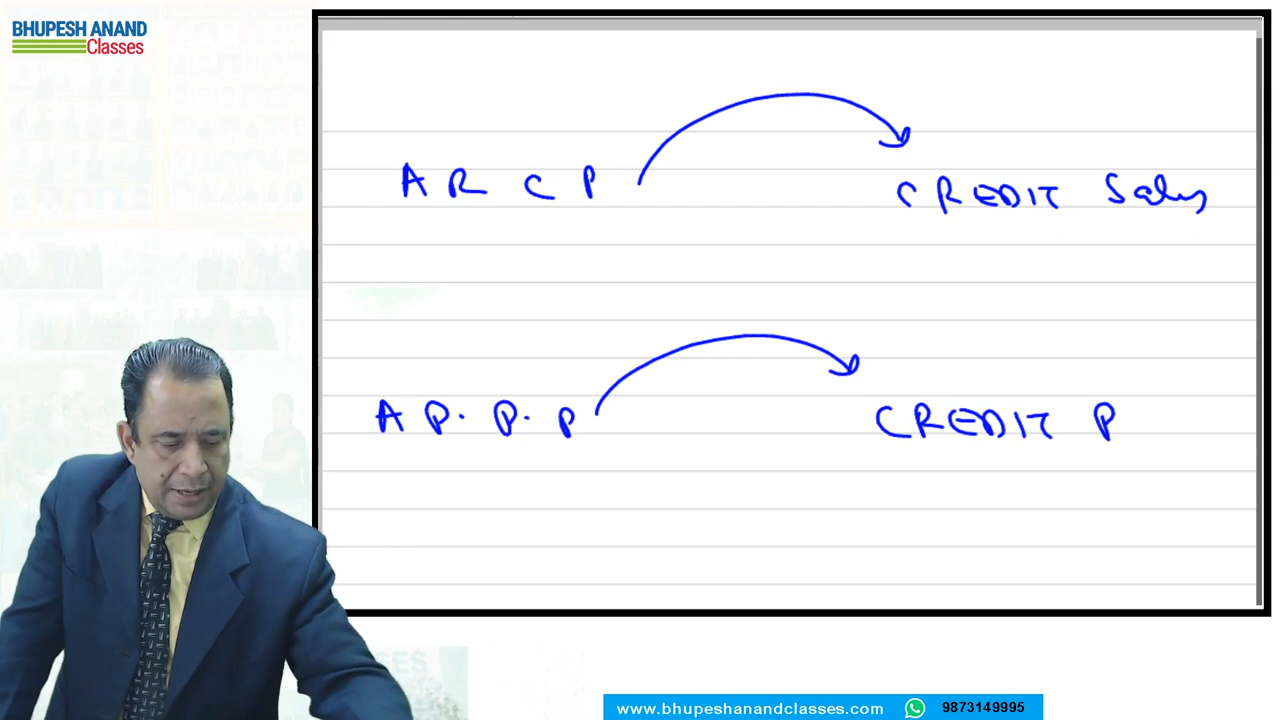 BHUPESH ANAND
Classes
A R C P CREDIT Sales
A P. P. P CREDIT P
www.bhupeshanandclasses.com 9873149995